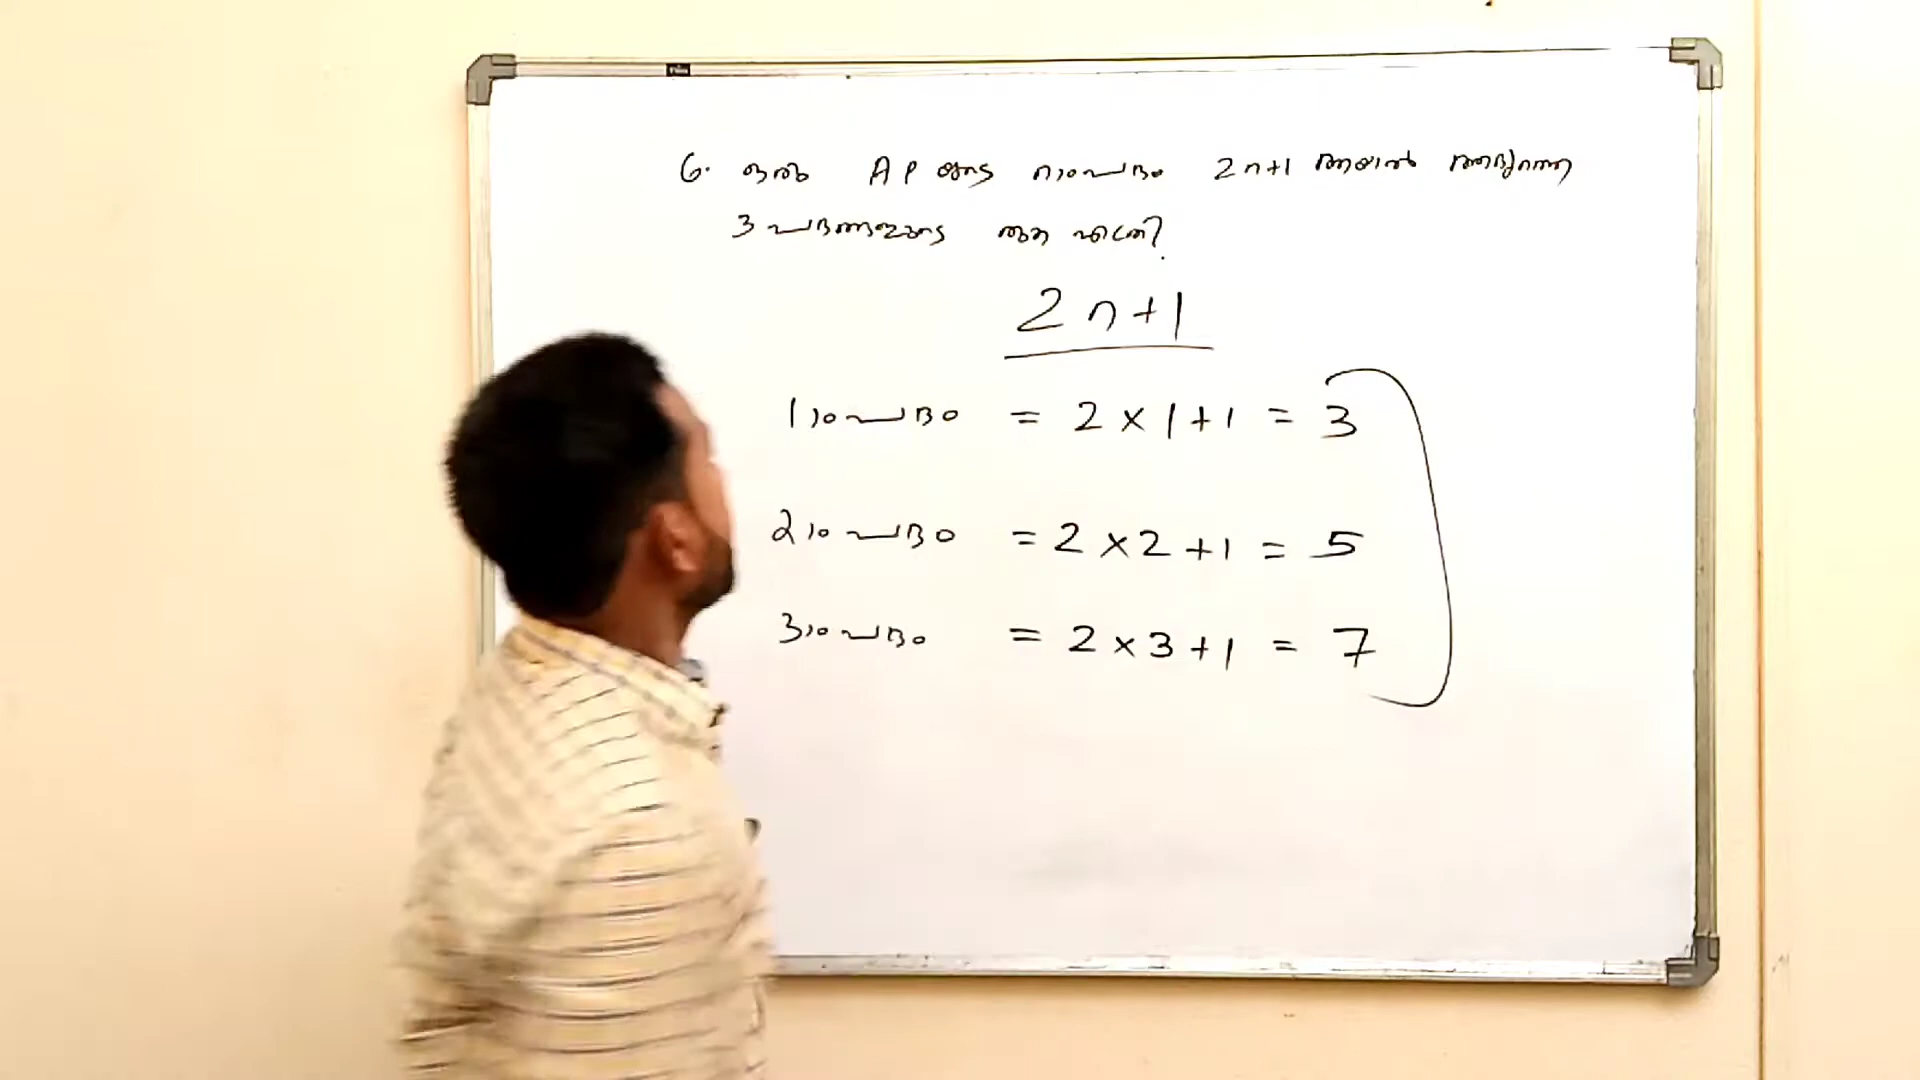 6. ഒരു AP യുടെ nാംപദം 2n+1 ആയാൽ ആദ്യത്തെ
3 പദങ്ങളുടെ തുക എത്ര?
2n+1
1ാംപദം = 2×1+1 = 3
2ാംപദം = 2×2+1 = 5
3ാംപദം = 2×3+1 = 7